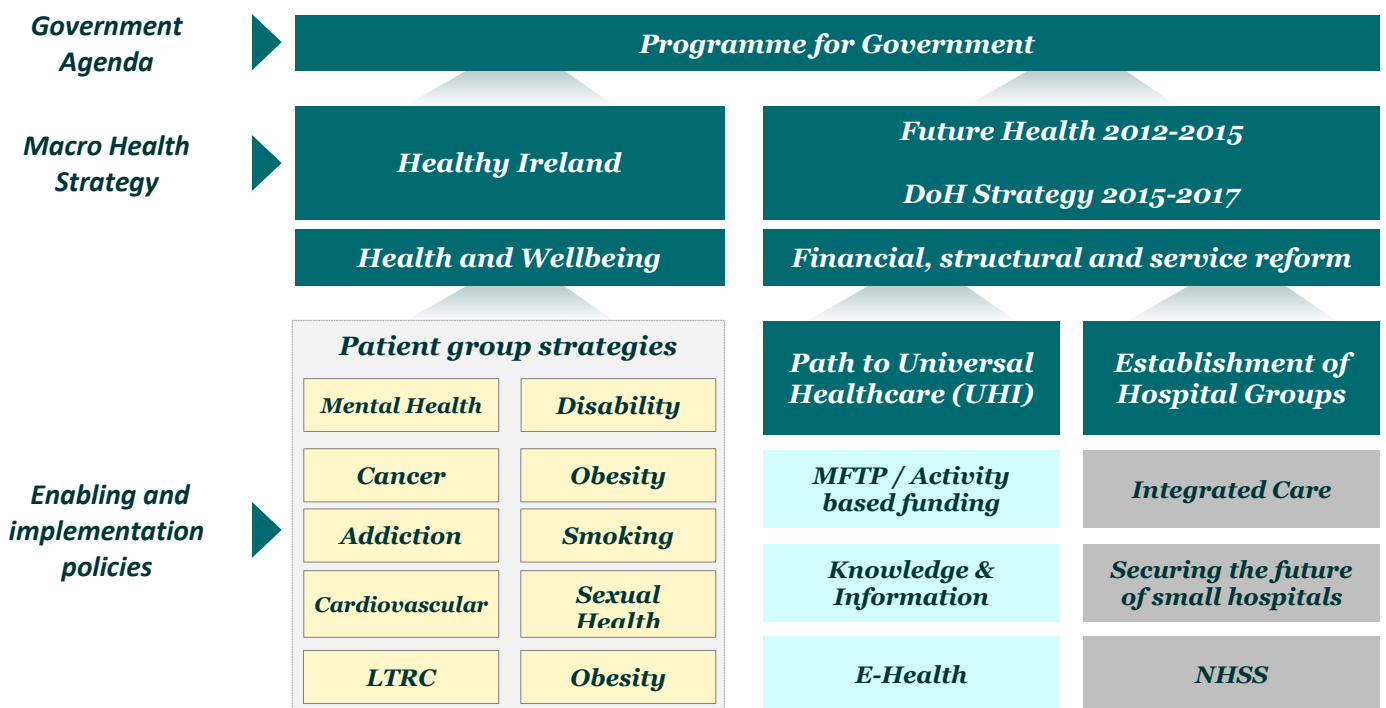 Government
Agenda
Programme for Government
Macro Health
Strategy
Healthy Ireland
Future Health 2012-2015
DoH Strategy 2015-2017
Health and Wellbeing
Financial, structural and service reform
Enabling and
implementation
policies
Patient group strategies
Mental Health
Disability
Cancer
Obesity
Addiction
Smoking
Cardiovascular
Sexual
Health
LTRC
Obesity
Path to Universal
Healthcare (UHI)
MFTP / Activity
based funding
Knowledge &
Information
E-Health
Establishment of
Hospital Groups
Integrated Care
Securing the future
of small hospitals
NHSS